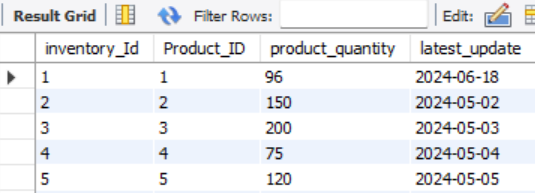 Result Grid Filter Rows: Edit:
inventory_Id Product_ID product_quantity latest_update
1 1 96 2024-06-18
2 2 150 2024-05-02
3 3 200 2024-05-03
4 4 75 2024-05-04
5 5 120 2024-05-05